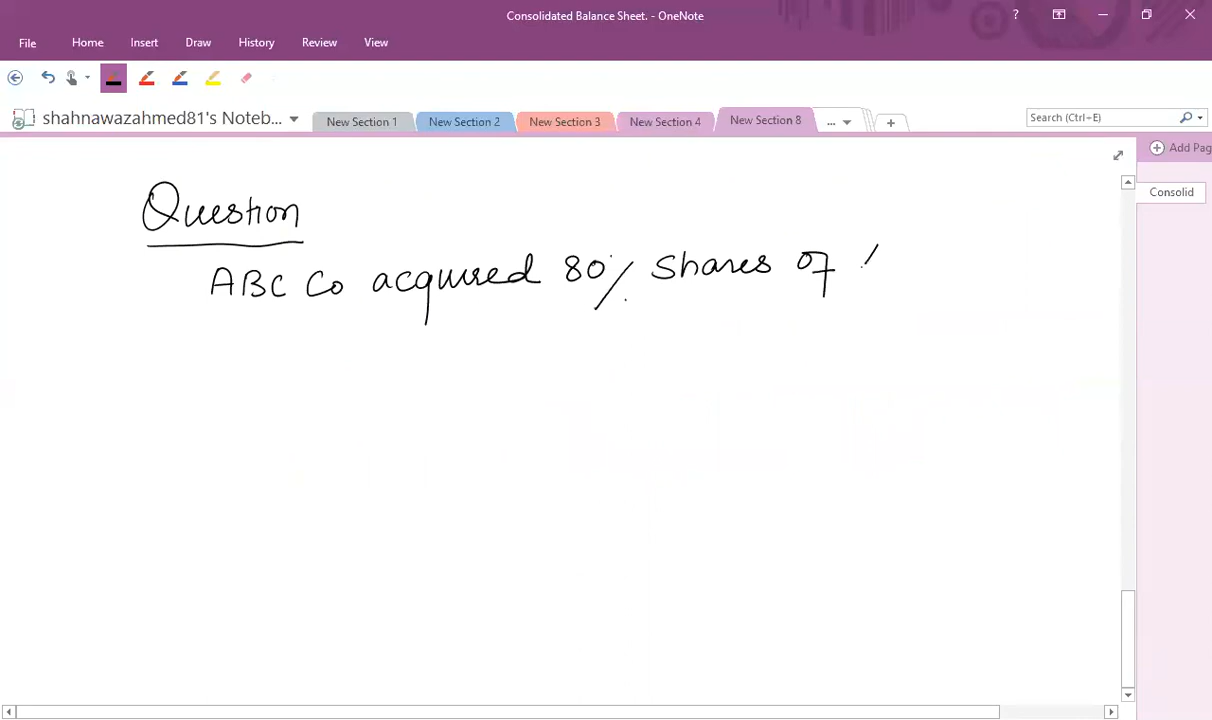 Consolidated Balance Sheet. - OneNote
?
File Home Insert Draw History Review View
shahnawazahmed81's Noteb... New Section 1 New Section 2 New Section 3 New Section 4 New Section 8 ... + Search (Ctrl+E)
Add Pag
Consolid
Question
ABC Co acquired 80% Shares of